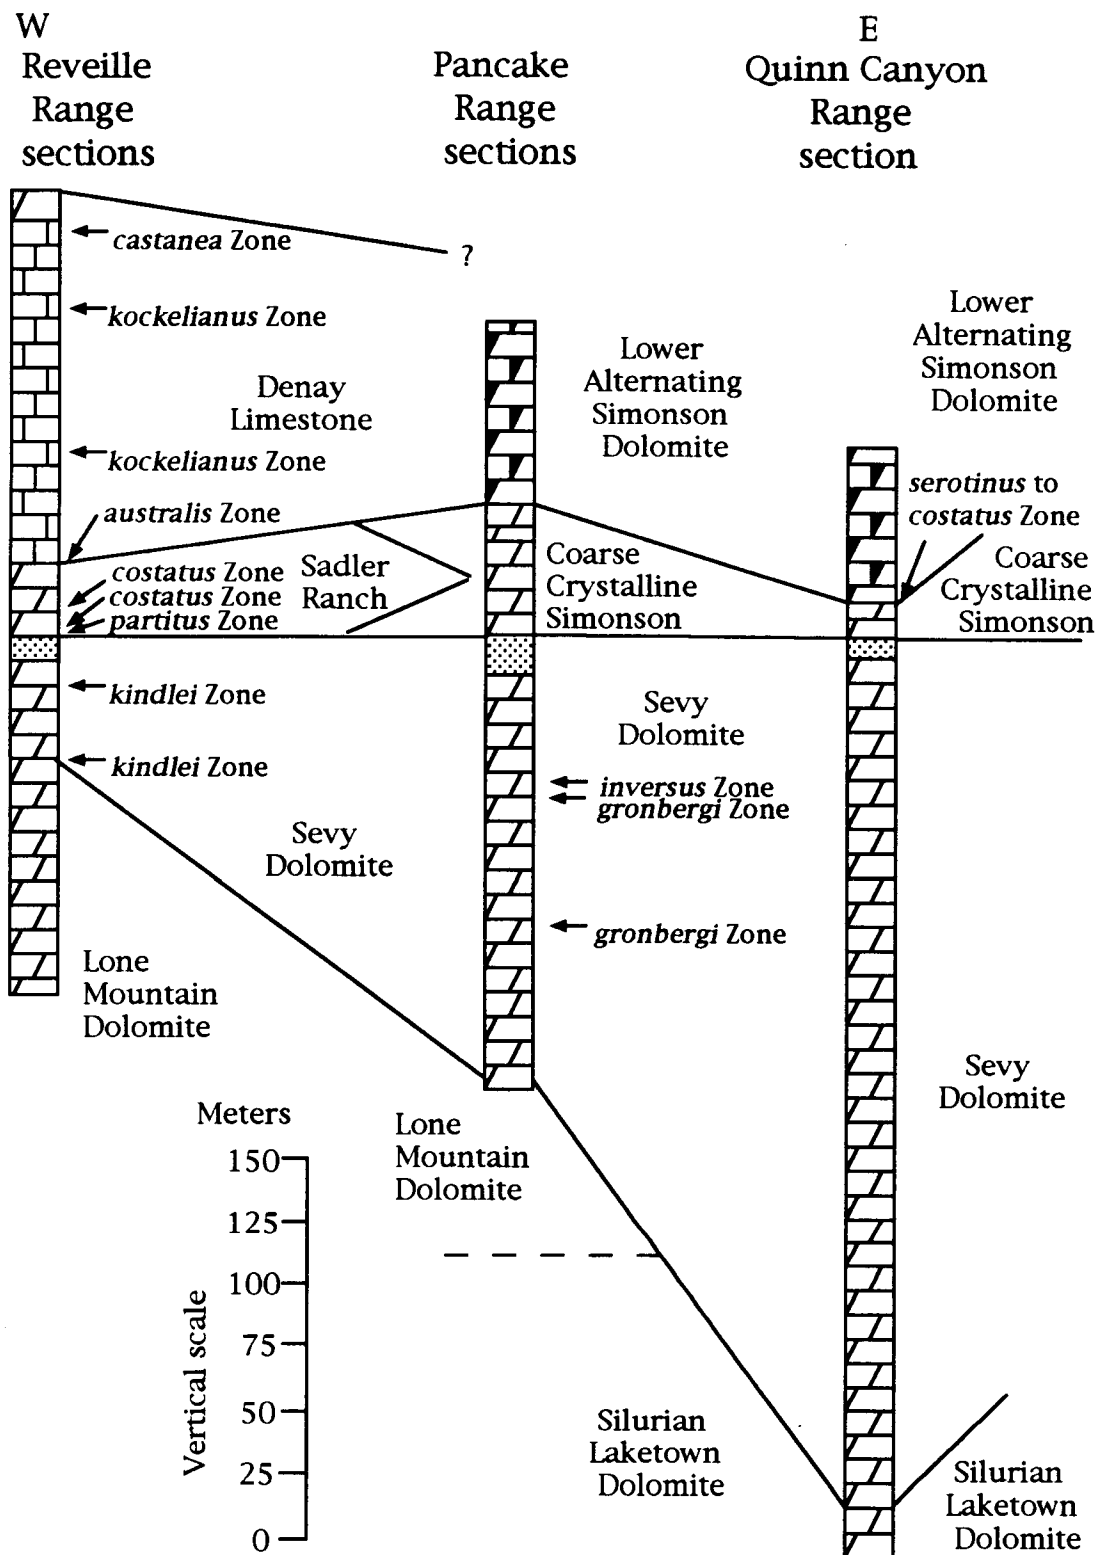 W
Reveille
Range
sections
Pancake
Range
sections
E
Quinn Canyon
Range
section
castanea Zone
?
kockelianus Zone
Denay
Limestone
kockelianus Zone
australis Zone
costatus Zone
costatus Zone
partitus Zone
Sadler
Ranch
kindlei Zone
kindlei Zone
Sevy
Dolomite
Lone
Mountain
Dolomite
Lower
Alternating
Simonson
Dolomite
Coarse
Crystalline
Simonson
Sevy
Dolomite
inversus Zone
gronbergi Zone
gronbergi Zone
Lone
Mountain
Dolomite
Silurian
Laketown
Dolomite
Lower
Alternating
Simonson
Dolomite
serotinus to
costatus Zone
Coarse
Crystalline
Simonson
Sevy
Dolomite
Silurian
Laketown
Dolomite
Meters
150
125
100
75
50
25
0
Vertical scale